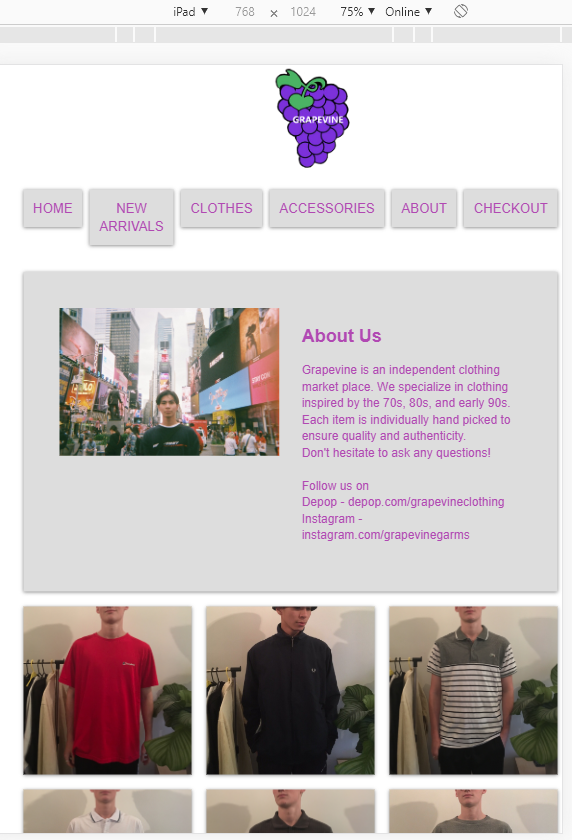 iPad ▼ 768 × 1024 75% ▼ Online ▼
GRAPEVINE
HOME
NEW
ARRIVALS
CLOTHES
ACCESSORIES
ABOUT
CHECKOUT
About Us
Grapevine is an independent clothing
market place. We specialize in clothing
inspired by the 70s, 80s, and early 90s.
Each item is individually hand picked to
ensure quality and authenticity.
Don't hesitate to ask any questions!
Follow us on
Depop - depop.com/grapevineclothing
Instagram -
instagram.com/grapevinegarms